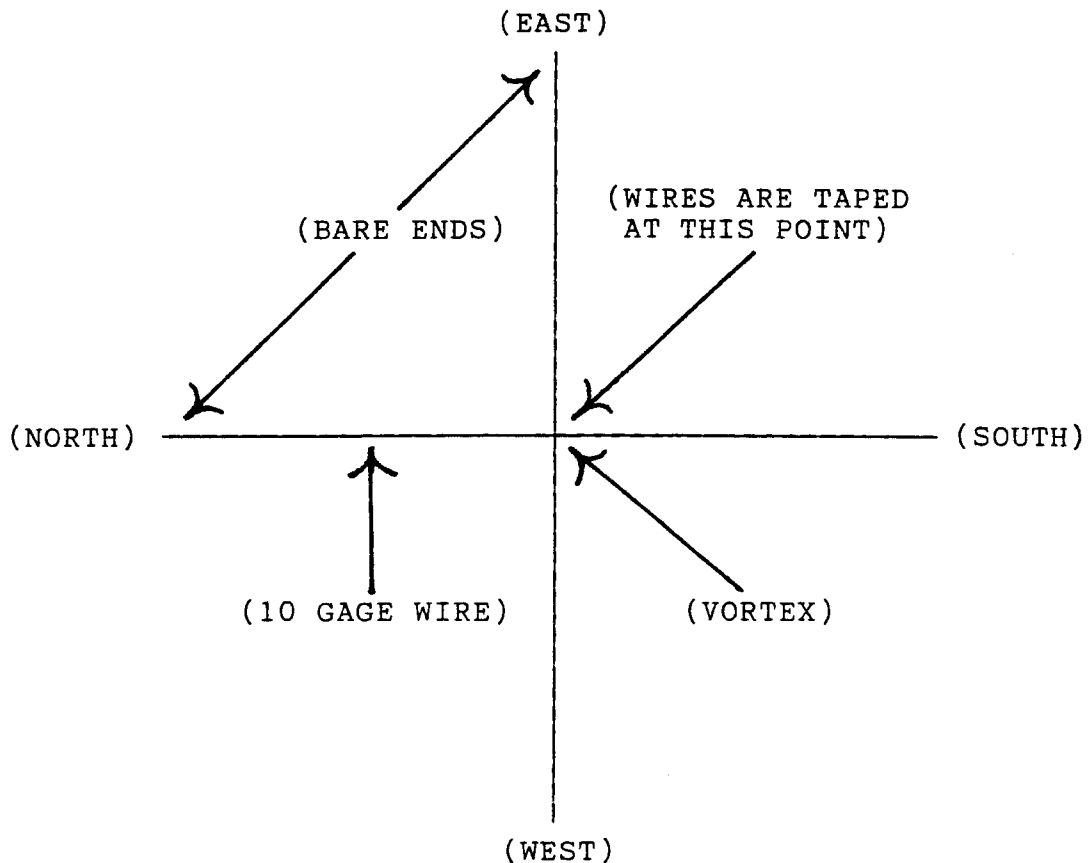 (EAST)
(WIRES ARE TAPED
AT THIS POINT)
(BARE ENDS)
(NORTH)
(SOUTH)
(10 GAGE WIRE)
(VORTEX)
(WEST)